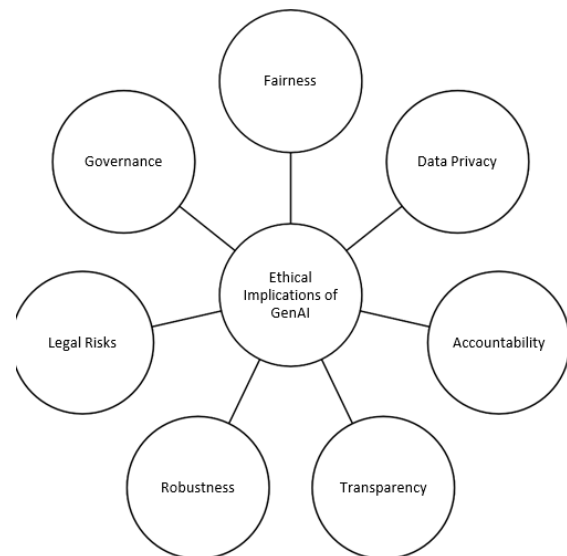 Fairness
Governance
Data Privacy
Ethical
Implications of
GenAI
Legal Risks
Accountability
Robustness
Transparency